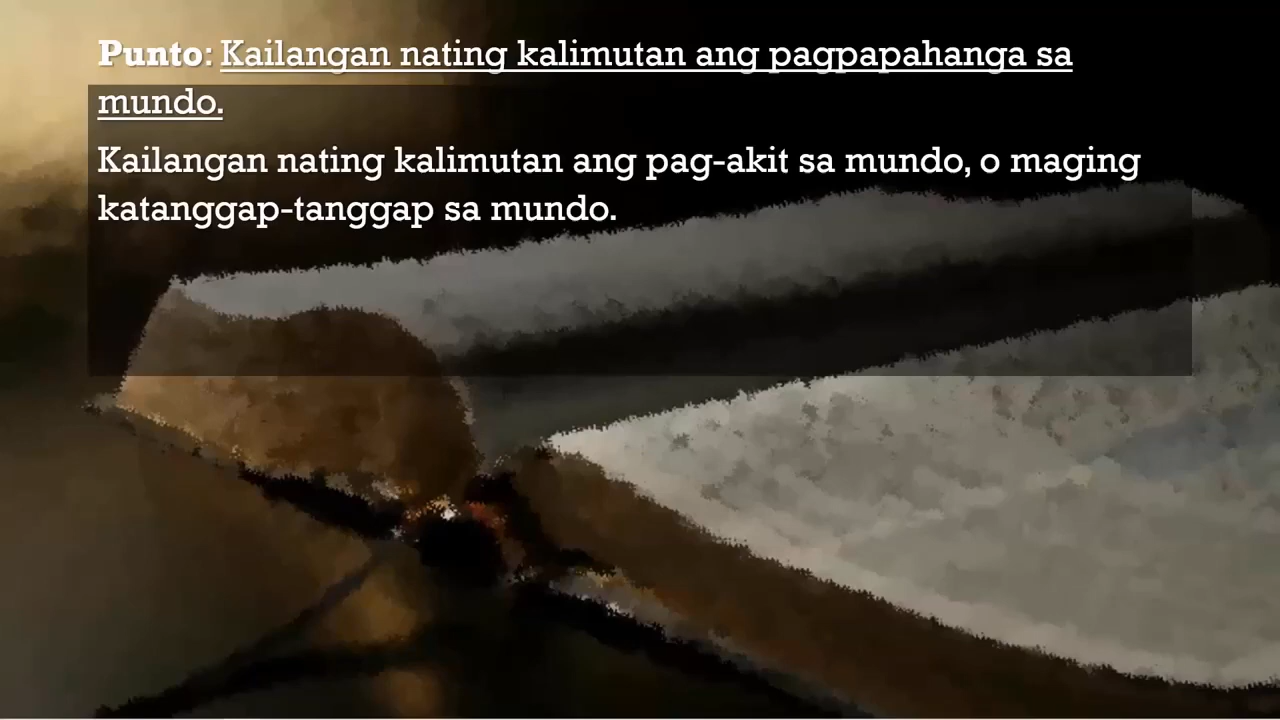 Punto: Kailangan nating kalimutan ang pagpapahanga sa
mundo.
Kailangan nating kalimutan ang pag-akit sa mundo, o maging
katanggap-tanggap sa mundo.